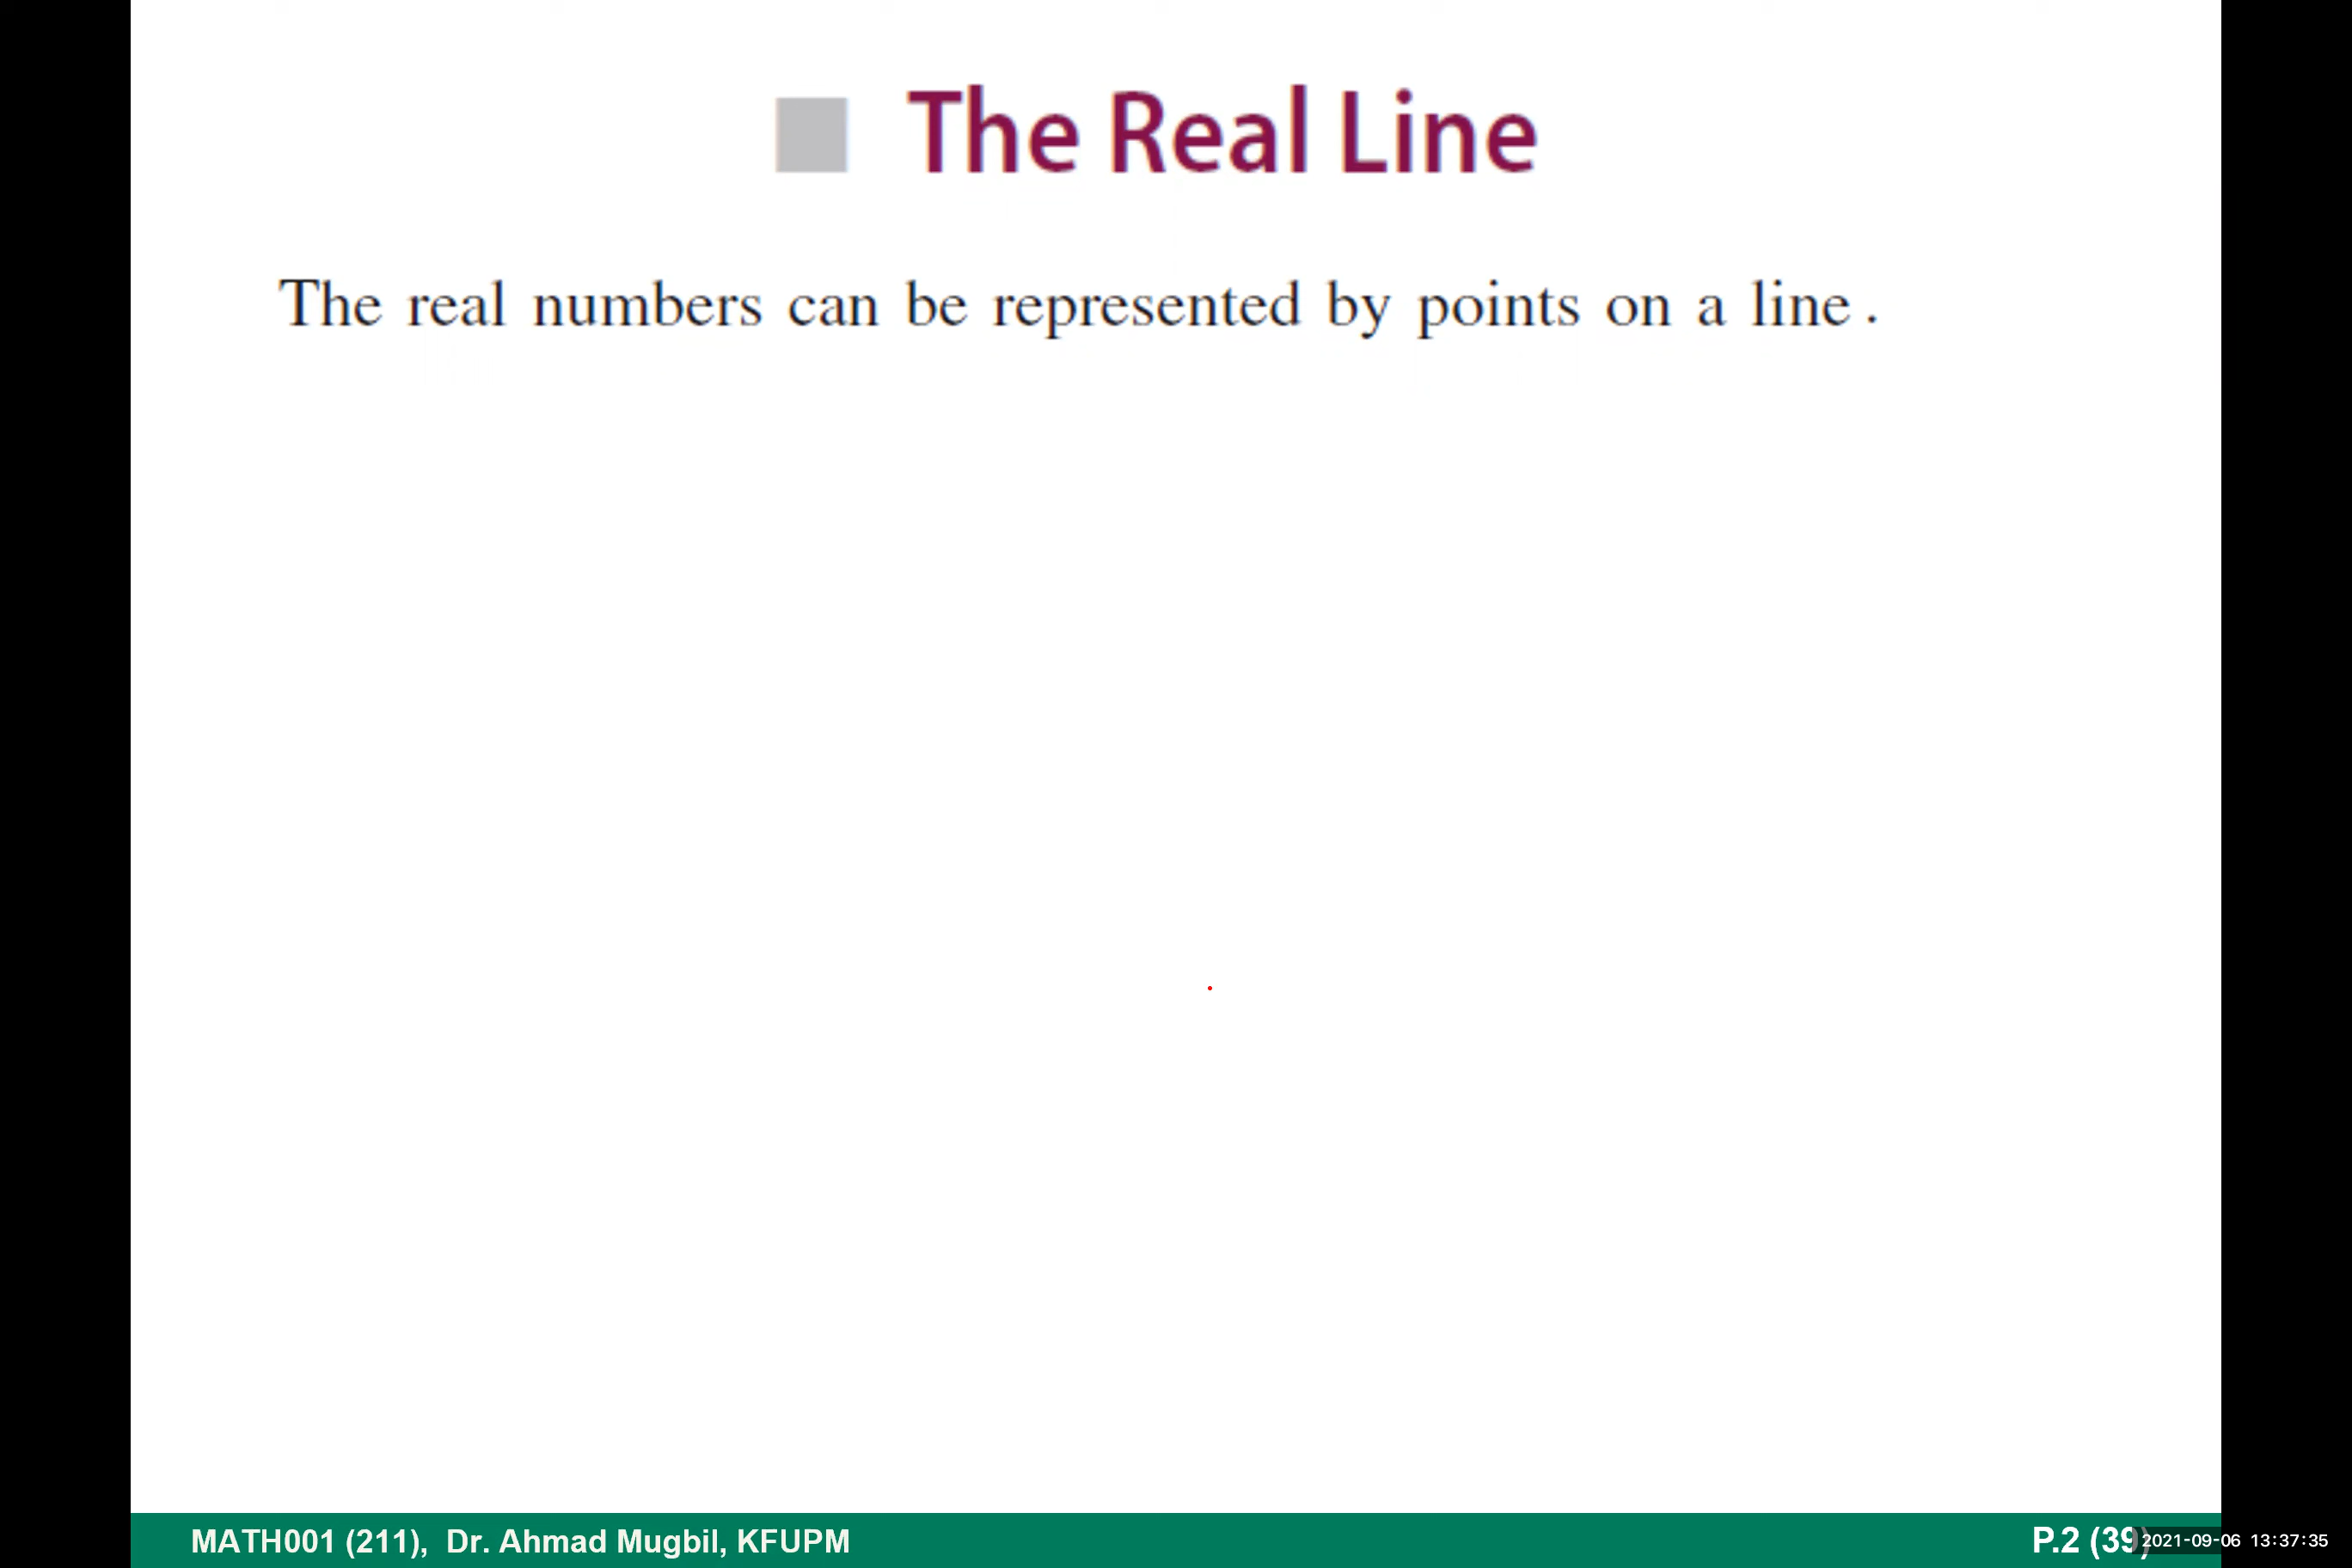 The Real Line
The real numbers can be represented by points on a line .
MATH001 (211), Dr. Ahmad Mugbil, KFUPM
P.2 (39)
2021-09-06 13:37:35